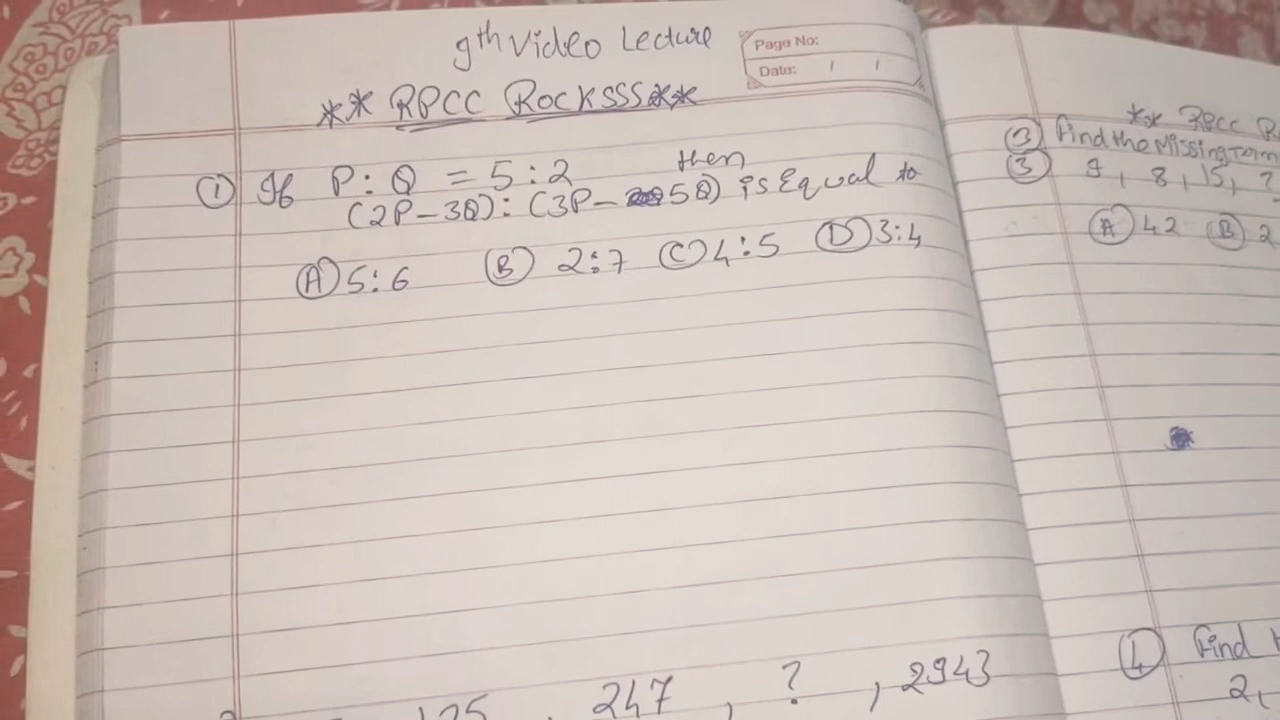 9th Video Lecture
Page No:
Date: / /
** RPCC Rocksss**
① If P : Q = 5 : 2 then
(2P - 3Q) : (3P - 5Q) is Equal to
Ⓐ 5:6 Ⓑ 2:7 Ⓒ 4:5 Ⓓ 3:4
247 , ? , 2943
** RPCC
Find the Missing Term
③ 9, 8, 15, ?
Ⓐ 42 Ⓑ 2
④ Find
2,